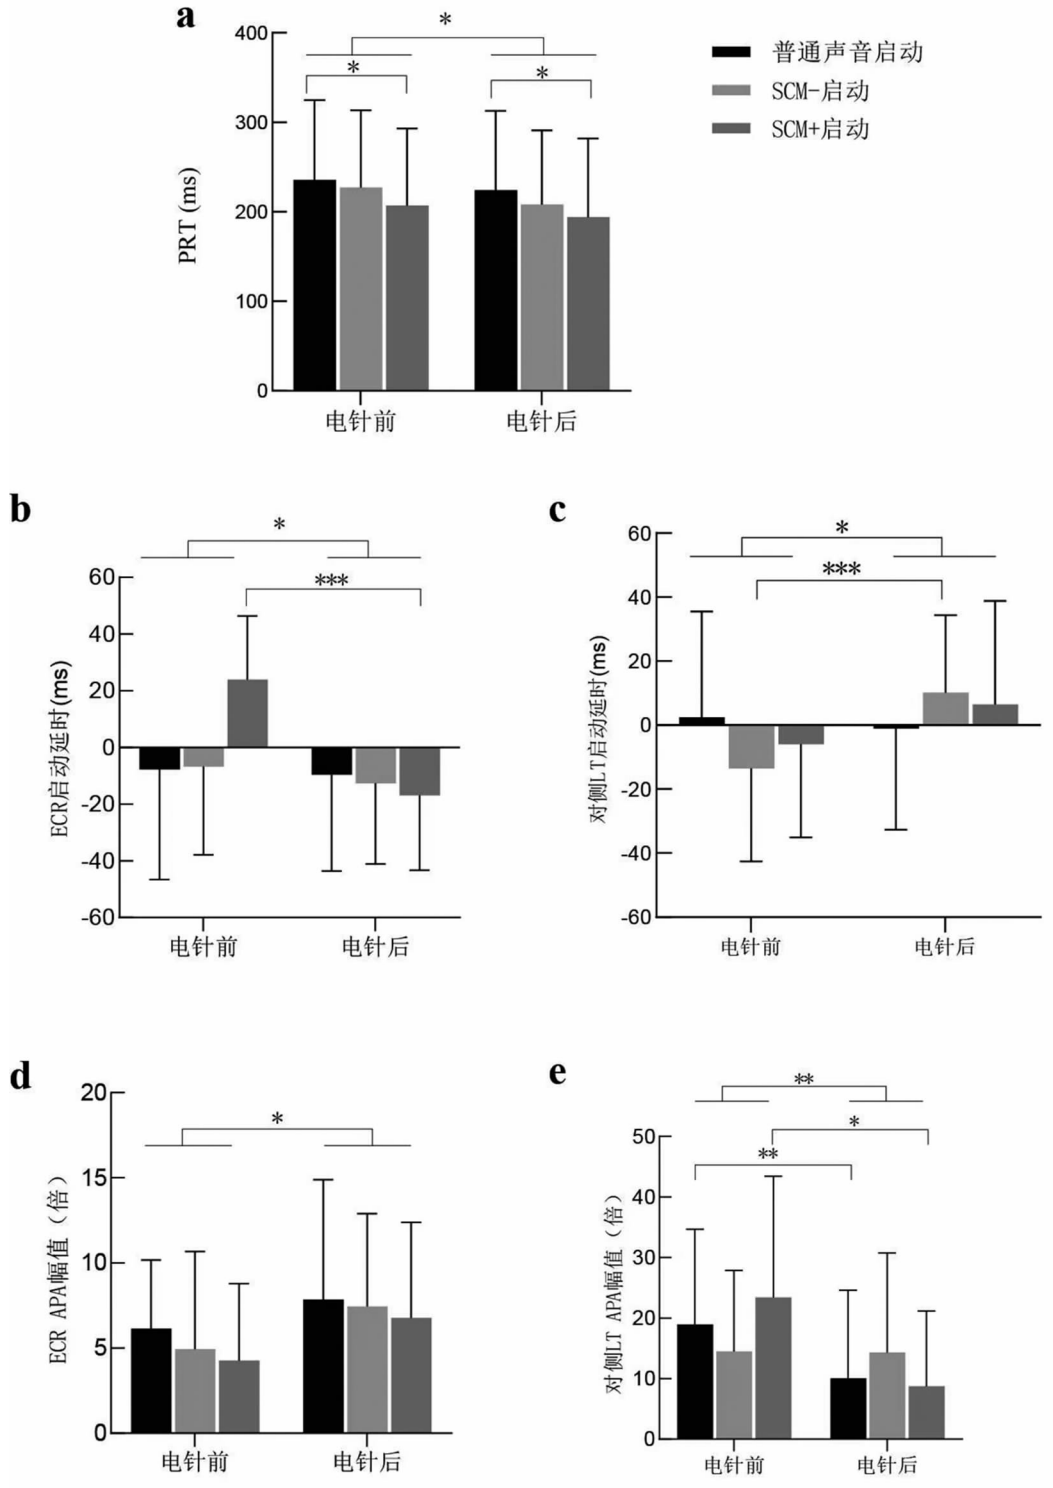 a
*
*
*
400
300
200
100
0
PRT (ms)
电针前
电针后
普通声音启动
SCM-启动
SCM+启动
b
*
***
60
40
20
0
-20
-40
-60
ECR启动延时(ms)
电针前
电针后
c
*
***
60
40
20
0
-20
-40
-60
对侧LT启动延时(ms)
电针前
电针后
d
*
20
15
10
5
0
ECR APA幅值（倍）
电针前
电针后
e
**
*
**
50
40
30
20
10
0
对侧LT APA幅值（倍）
电针前
电针后